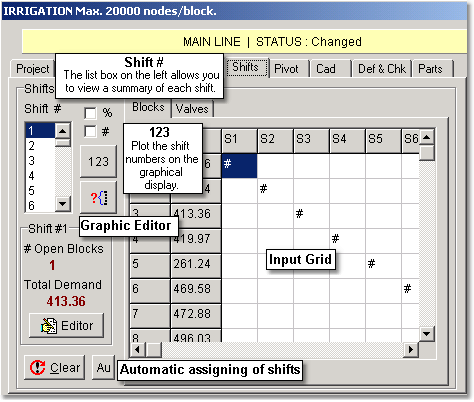 IRRIGATION Max. 20000 nodes/block.
MAIN LINE | STATUS : Changed
Project
Shifts
Pivot
Cad
Def & Chk
Parts
Shift #
The list box on the left allows you
to view a summary of each shift.
Shifts
Shift #
%
#
1
2
3
4
5
6
123
?{
Blocks
Valves
123
Plot the shift
numbers on the
graphical
display.
S1 S2 S3 S4 S5 S6
6 #
4 #
3 413.36 #
419.97 #
5 261.24 #
6 469.58 #
7 472.88
8 496.03
Graphic Editor
Input Grid
Shift #1
# Open Blocks
1
Total Demand
413.36
Editor
Clear
Au
Automatic assigning of shifts